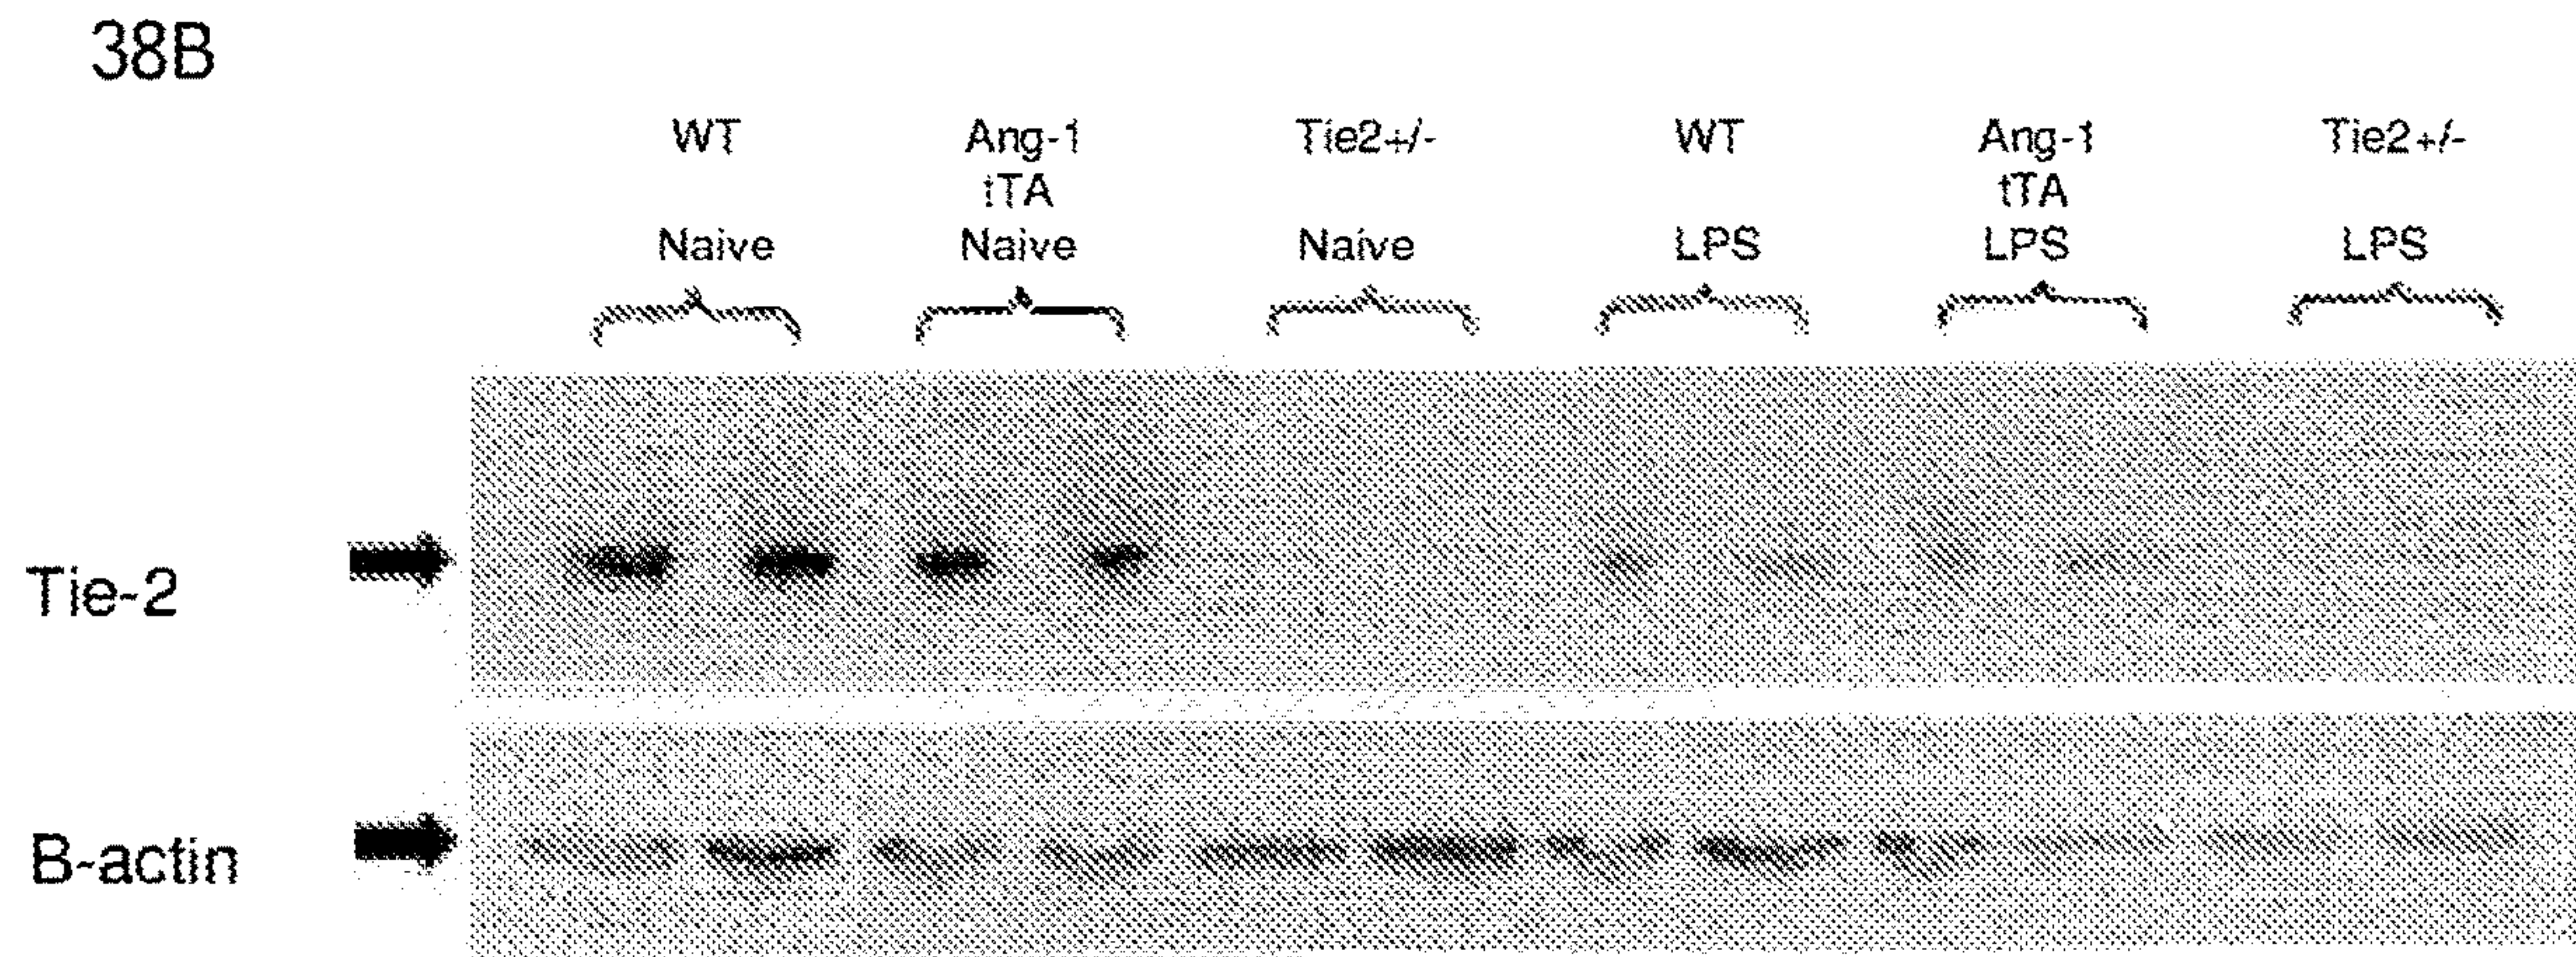 38B
WT Ang-1 Tie2+/- WT Ang-1 Tie2+/-
tTA tTA
Naive Naive Naive LPS LPS LPS
Tie-2
B-actin